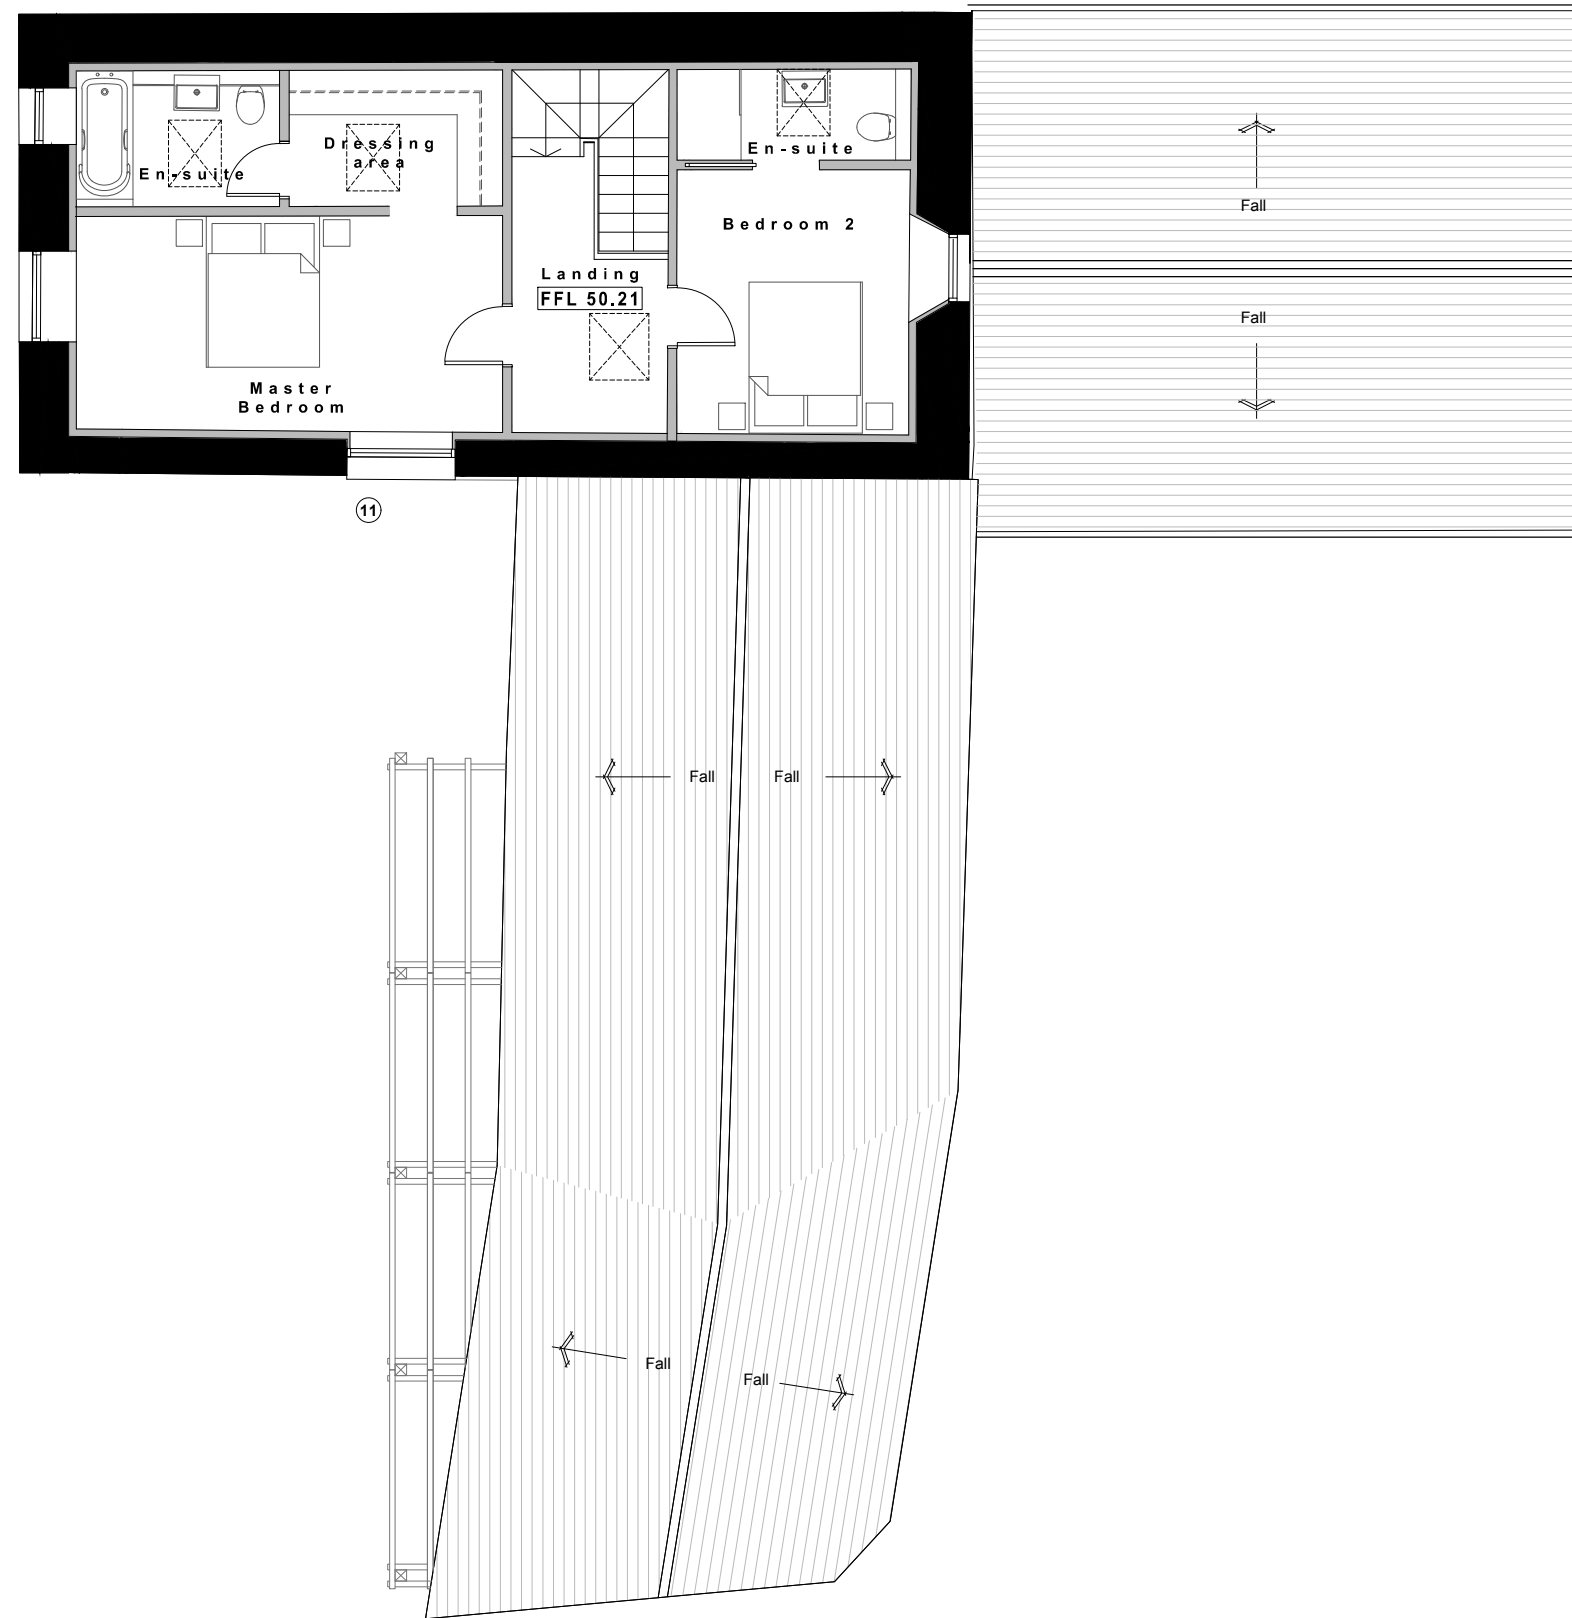 Dressing
area
En-suite
En-suite
Fall
Bedroom 2
Landing
FFL 50.21
Fall
Master
Bedroom
11
Fall
Fall
Fall
Fall